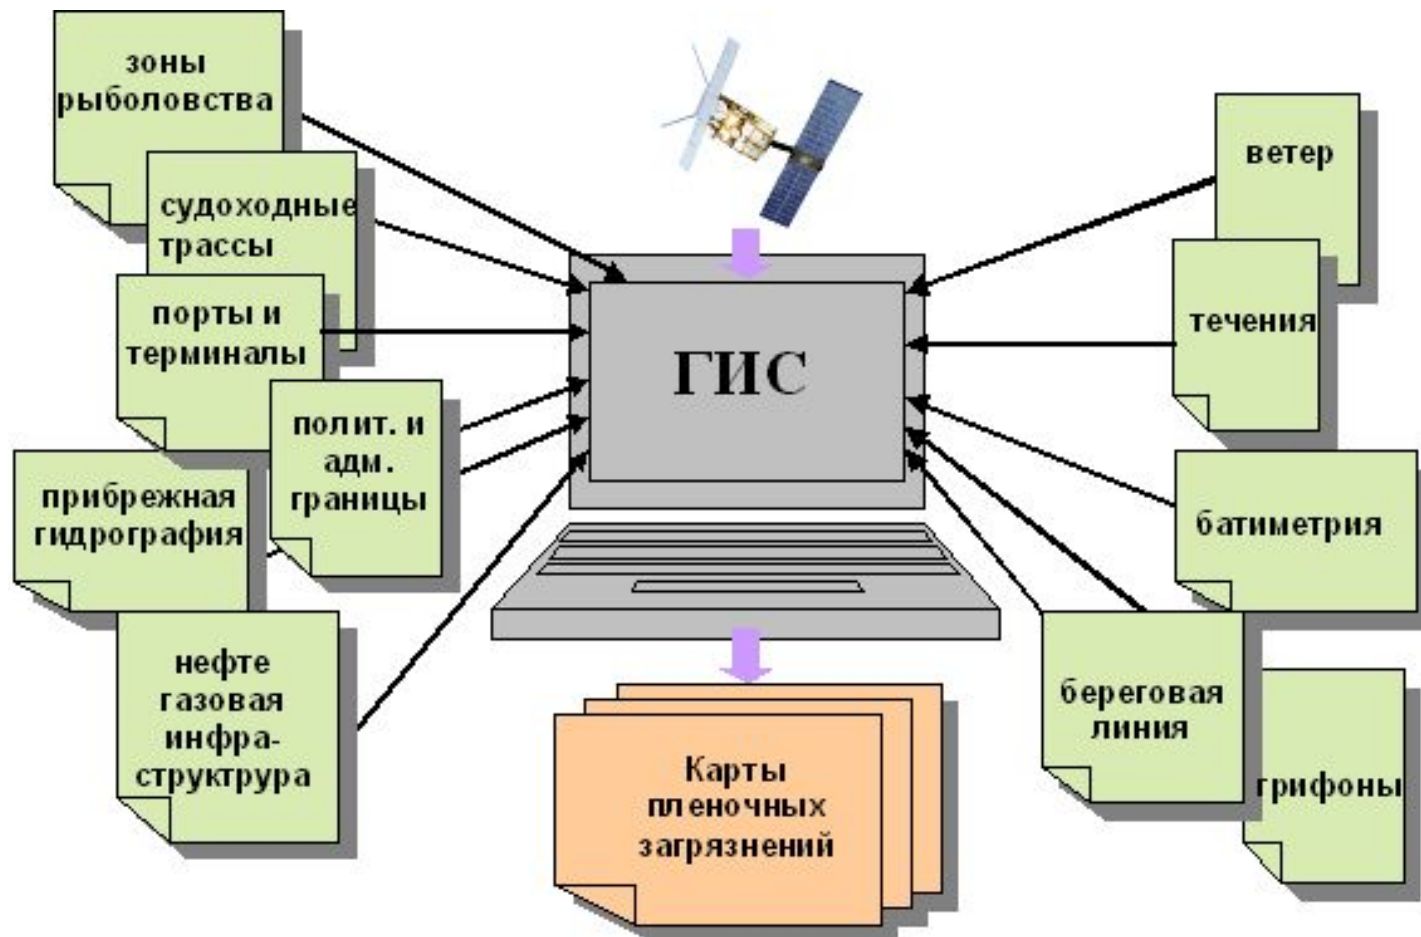 зоны
рыболовства
судоходные
трассы
порты и
терминалы
полит. и
адм.
границы
прибрежная
гидрография
нефте
газовая
инфра-
структрура
ГИС
Карты
пленочных
загрязнений
ветер
течения
батиметрия
береговая
линия
грифоны